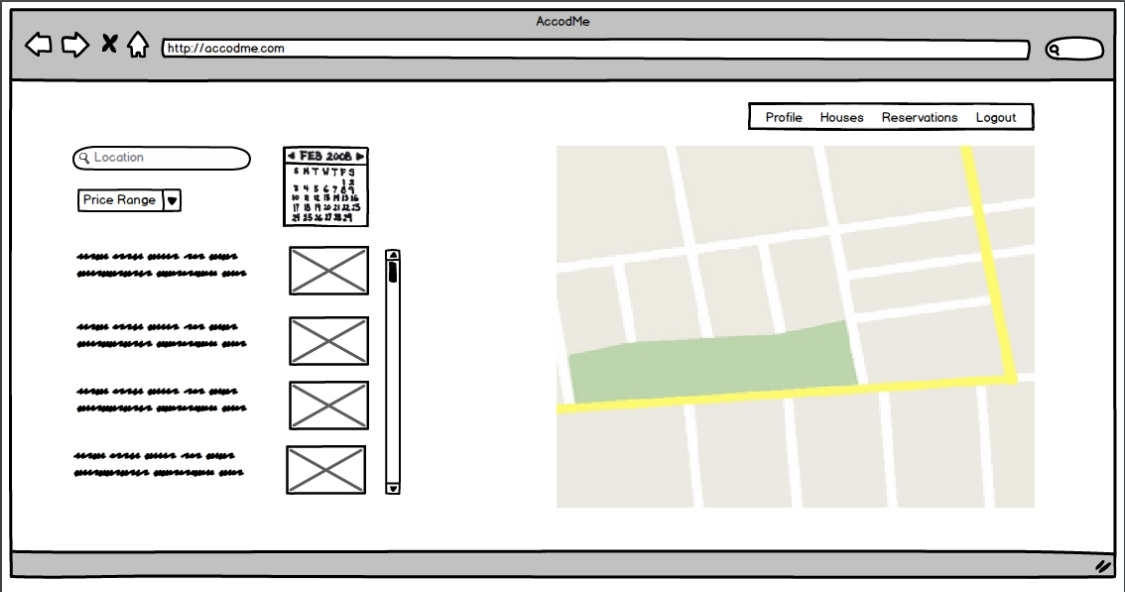 AccodMe
http://accodme.com
Profile Houses Reservations Logout
Location
FEB 2008
S M T W T F S
1 2
3 4 5 6 7 8 9
10 11 12 13 14 15 16
17 18 19 20 21 22 23
24 25 26 27 28 29
Price Range